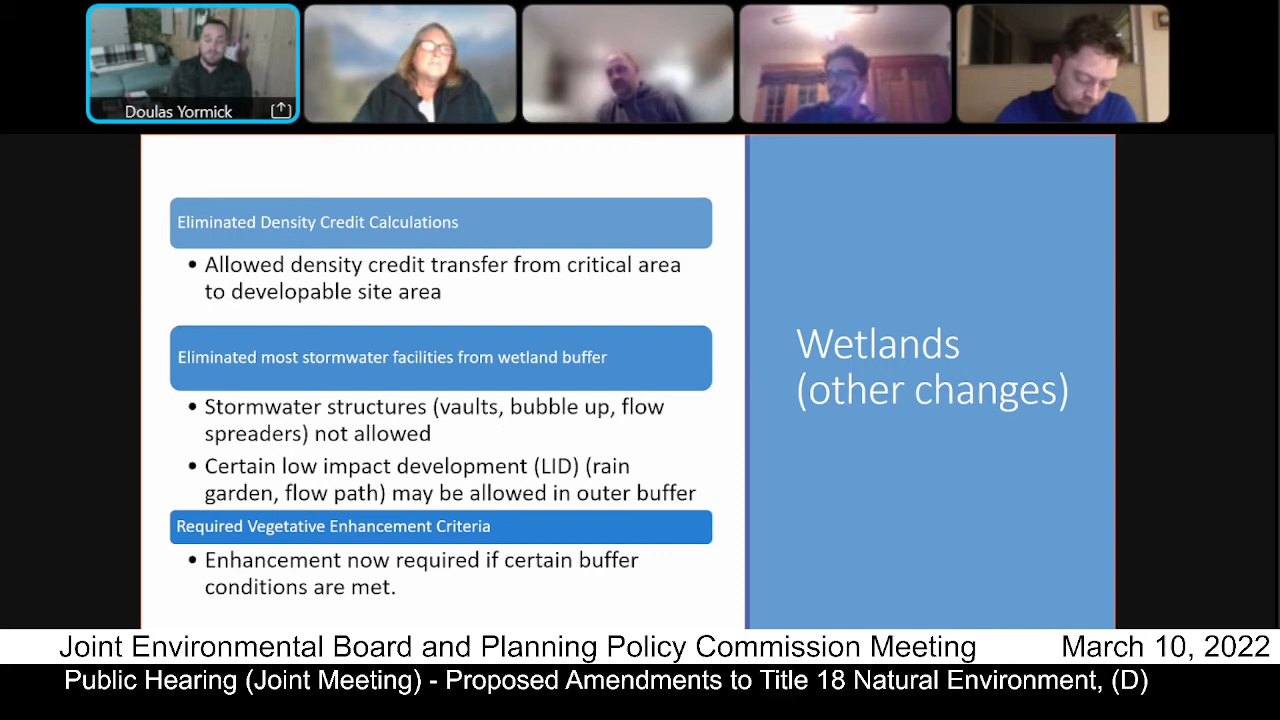 Doulas Yormick
Eliminated Density Credit Calculations
• Allowed density credit transfer from critical area
to developable site area
Eliminated most stormwater facilities from wetland buffer
• Stormwater structures (vaults, bubble up, flow
spreaders) not allowed
• Certain low impact development (LID) (rain
garden, flow path) may be allowed in outer buffer
Required Vegetative Enhancement Criteria
• Enhancement now required if certain buffer
conditions are met.
Wetlands
(other changes)
Joint Environmental Board and Planning Policy Commission Meeting March 10, 2022
Public Hearing (Joint Meeting) - Proposed Amendments to Title 18 Natural Environment, (D)